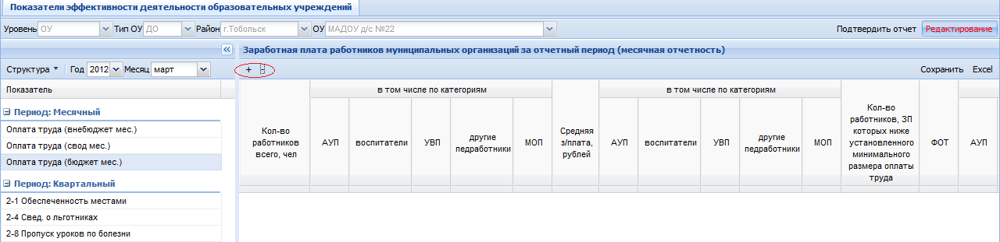 Показатели эффективности деятельности образовательных учреждений
Уровень ОУ Тип ОУ ДО Район г.Тобольск ОУ МАДОУ д/с №22 Подтвердить отчет Редактирование
Структура Год 2012 Месяц март
Показатель
Период: Месячный
Оплата труда (внебюджет мес.)
Оплата труда (свод мес.)
Оплата труда (бюджет мес.)
Период: Квартальный
2-1 Обеспеченность местами
2-4 Свед. о льготниках
2-8 Пропуск уроков по болезни
Заработная плата работников муниципальных организаций за отчетный период (месячная отчетность)
+ - Сохранить Excel
Кол-во
работников
всего, чел
в том числе по категориям
АУП воспитатели УВП другие
педработники МОП
Средняя
з/плата,
рублей
в том числе по категориям
АУП воспитатели УВП другие
педработники МОП
Кол-во
работников, ЗП
которых ниже
установленного
минимального
размера оплаты
труда
ФОТ
АУП